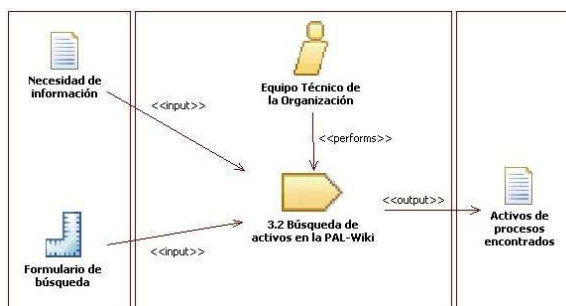 Necesidad de
información
<<input>>
Equipo Técnico de
la Organización
<<performs>>
3.2 Búsqueda de
activos en la PAL-Wiki
<<output>>
Activos de
procesos
encontrados
<<input>>
Formulario de
búsqueda